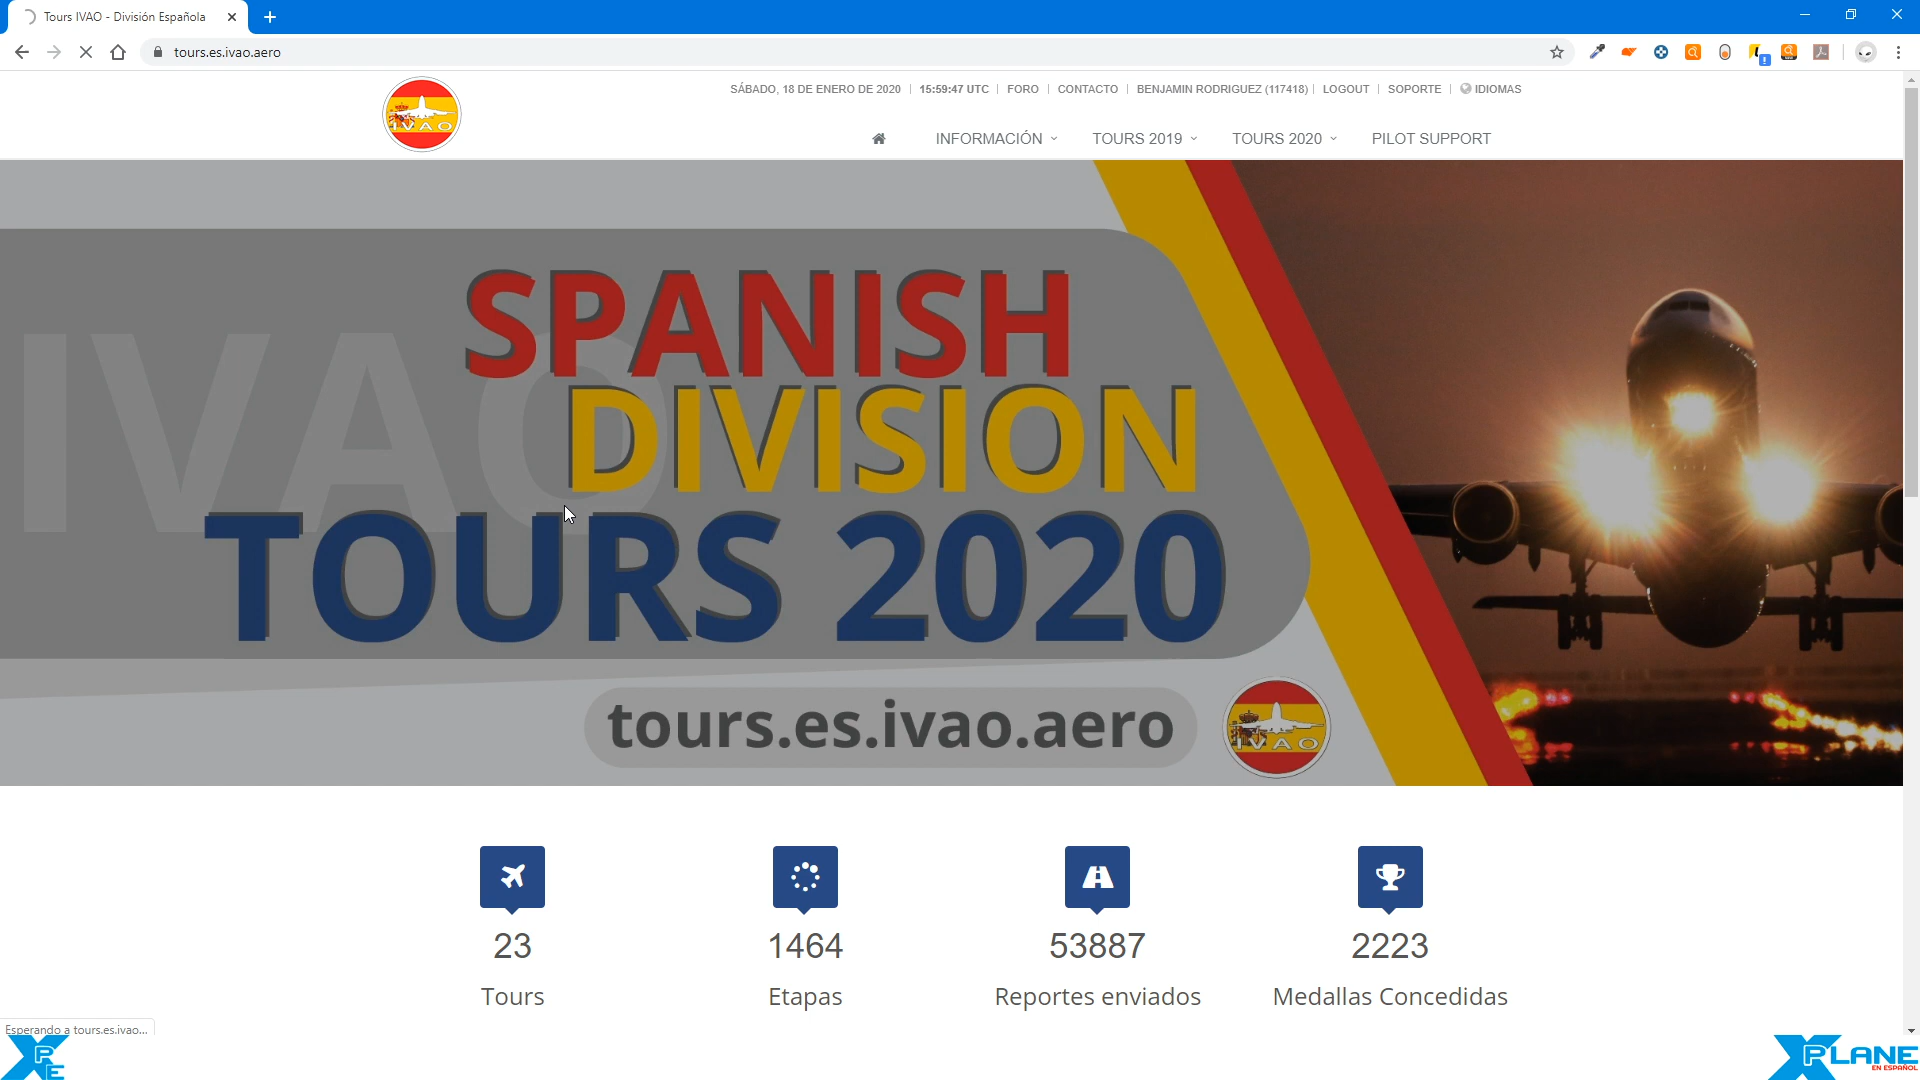 Tours IVAO - División Española
tours.es.ivao.aero
SÁBADO, 18 DE ENERO DE 2020 | 15:59:47 UTC | FORO | CONTACTO | BENJAMIN RODRIGUEZ (117418) | LOGOUT | SOPORTE | IDIOMAS
IVAO
INFORMACIÓN TOURS 2019 TOURS 2020 PILOT SUPPORT
IVAO
SPANISH
DIVISION
TOURS 2020
tours.es.ivao.aero
IVAO
23 1464 53887 2223
Tours Etapas Reportes enviados Medallas Concedidas
Esperando a tours.es.ivao...
XPE
XPLANE
EN ESPAÑOL